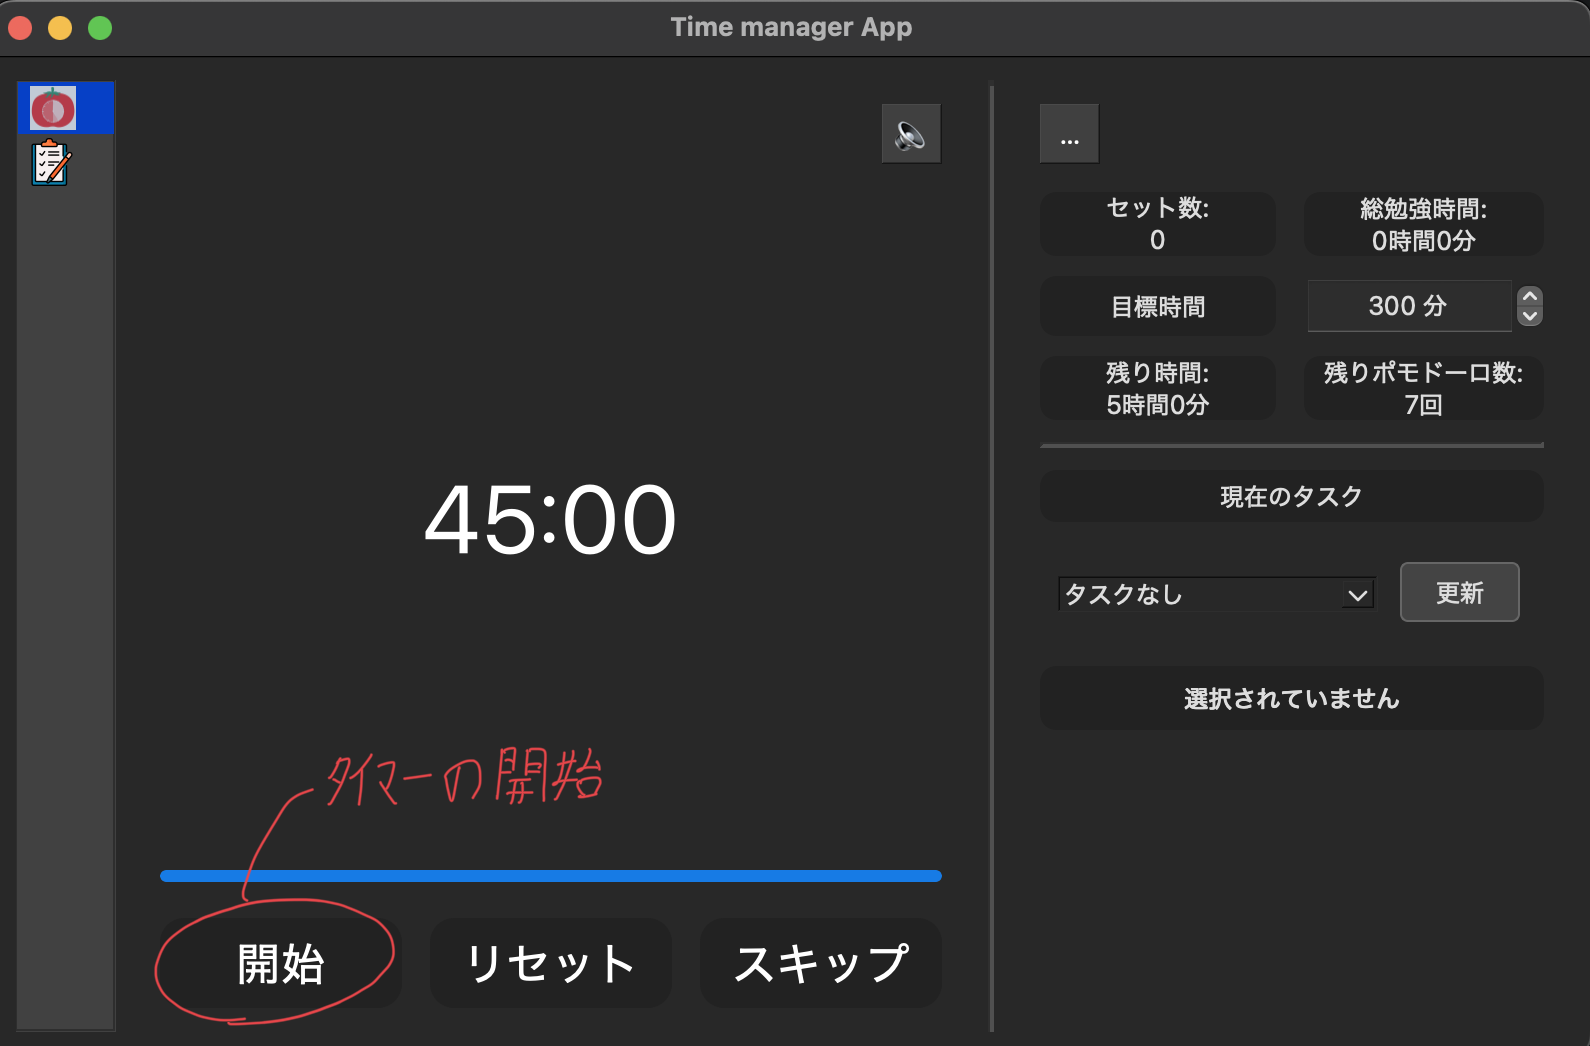 Time manager App
...
セット数:
0
総勉強時間:
0時間0分
目標時間
300 分
残り時間:
5時間0分
残りポモドーロ数:
7回
現在のタスク
タスクなし
更新
選択されていません
45:00
タイマーの開始
開始
リセット
スキップ